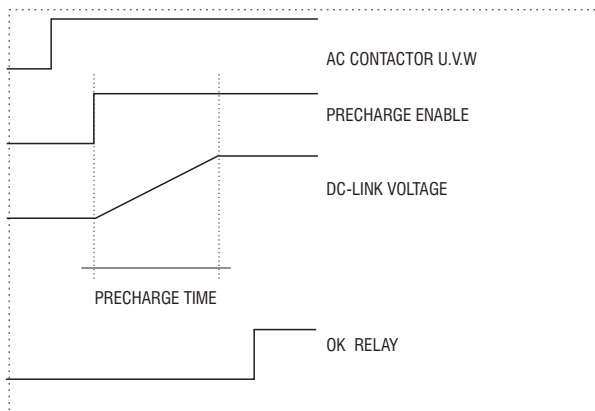 AC CONTACTOR U.V.W
PRECHARGE ENABLE
DC-LINK VOLTAGE
PRECHARGE TIME
OK RELAY